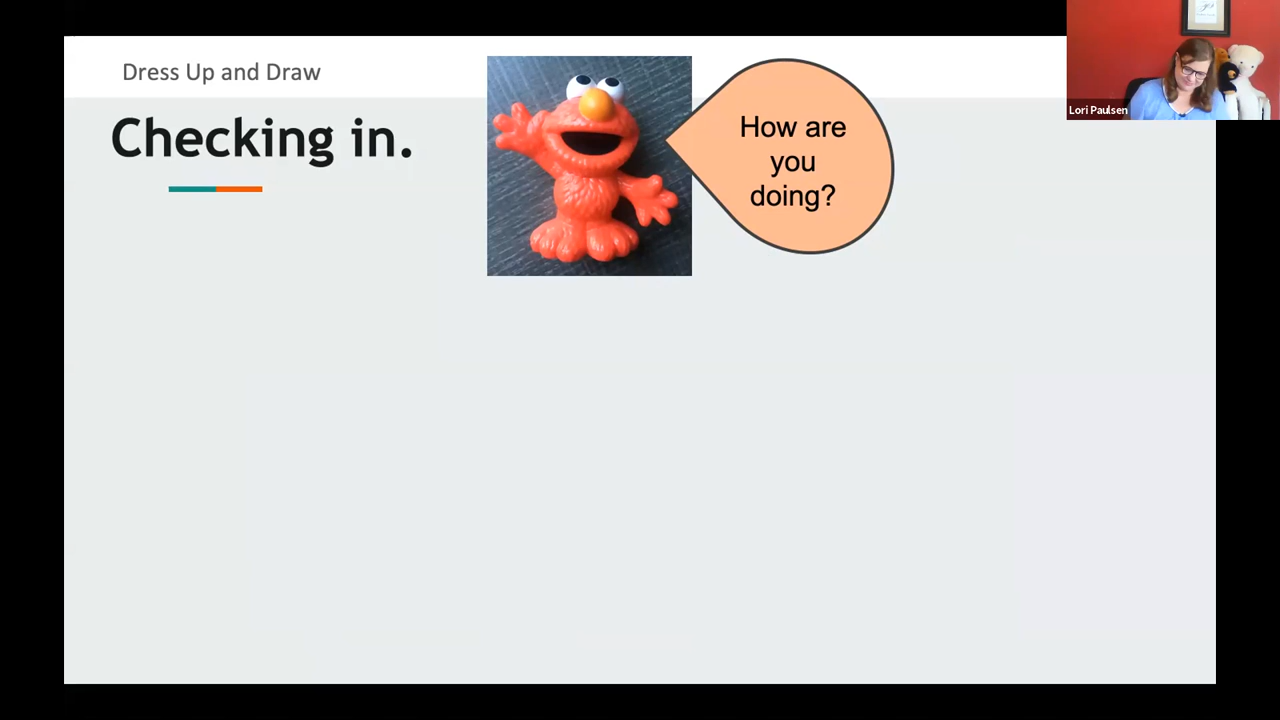 Dress Up and Draw
Checking in.
How are
you
doing?
Lori Paulsen